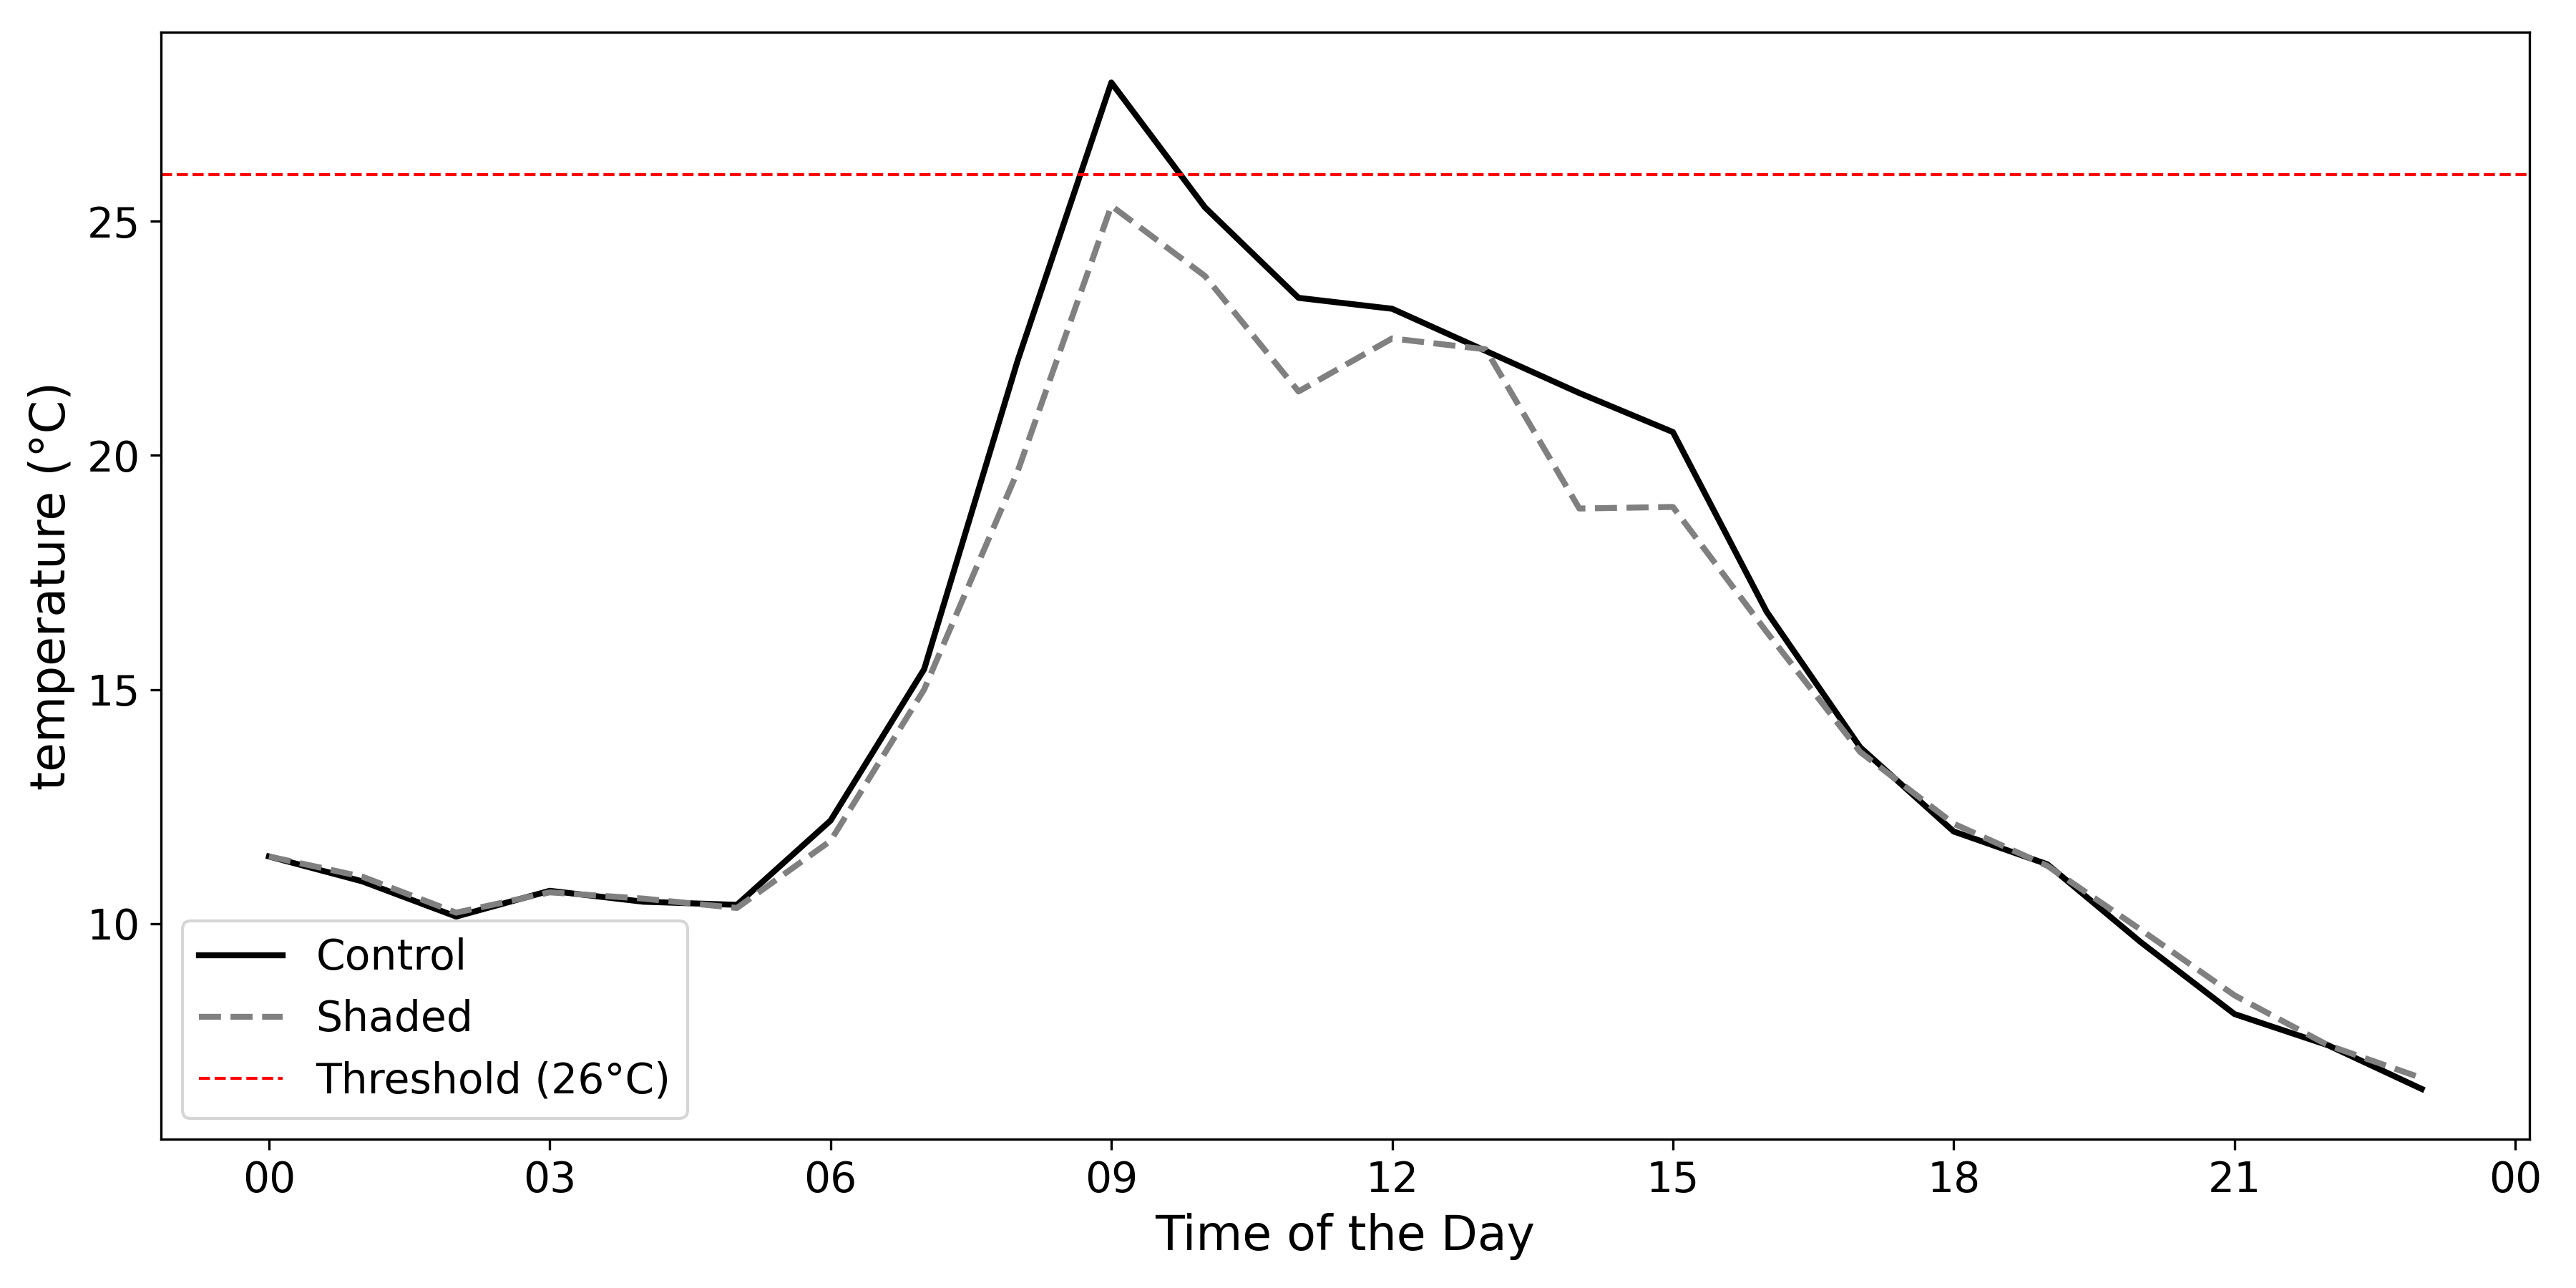 temperature (°C)
25
20
15
10
Control
Shaded
Threshold (26°C)
00 03 06 09 12 15 18 21 00
Time of the Day